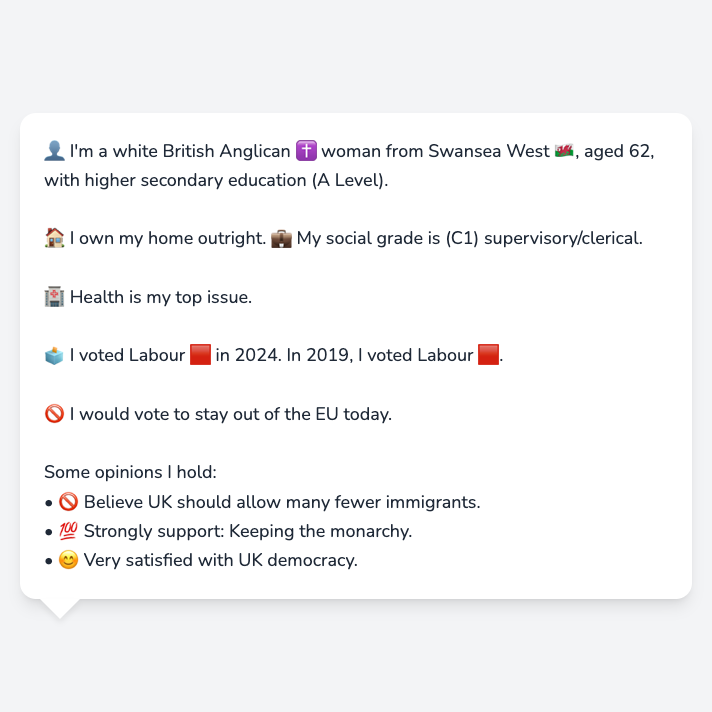 👤 I'm a white British Anglican ✝️ woman from Swansea West 🏴󠁧󠁢󠁷󠁬󠁳󠁿, aged 62,
with higher secondary education (A Level).
🏠 I own my home outright. 💼 My social grade is (C1) supervisory/clerical.
🏥 Health is my top issue.
🗳️ I voted Labour 🟥 in 2024. In 2019, I voted Labour 🟥.
🚫 I would vote to stay out of the EU today.
Some opinions I hold:
• 🚫 Believe UK should allow many fewer immigrants.
• 💯 Strongly support: Keeping the monarchy.
• 😊 Very satisfied with UK democracy.